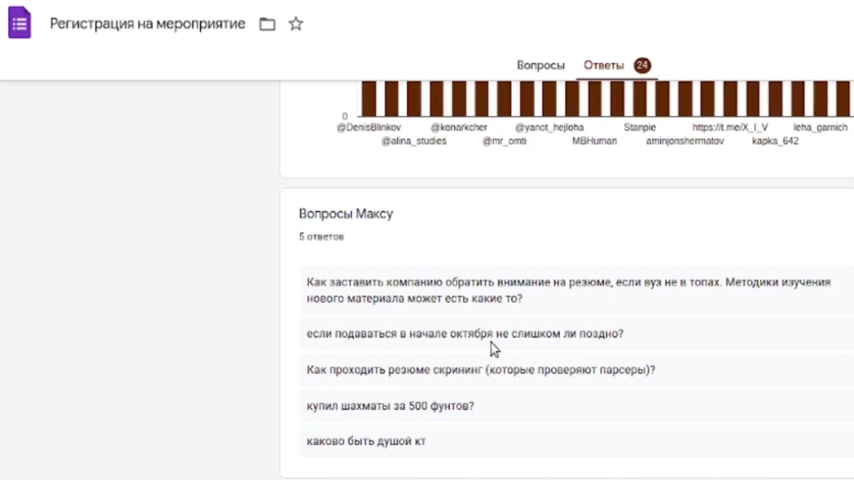 Регистрация на мероприятие
Вопросы Ответы 24
0
@DenisBlinkov @konarkcher @yanct_hejloha Stanpie https://t.me/X_I_V leha_garnich
@alina_studies @mr_omti MBHuman aminjonshermatov kapka_642
Вопросы Максу
5 ответов
Как заставить компанию обратить внимание на резюме, если вуз не в топах. Методики изучения
нового материала может есть какие то?
если подаваться в начале октября не слишком ли поздно?
Как проходить резюме скрининг (которые проверяют парсеры)?
купил шахматы за 500 фунтов?
каково быть душой кт